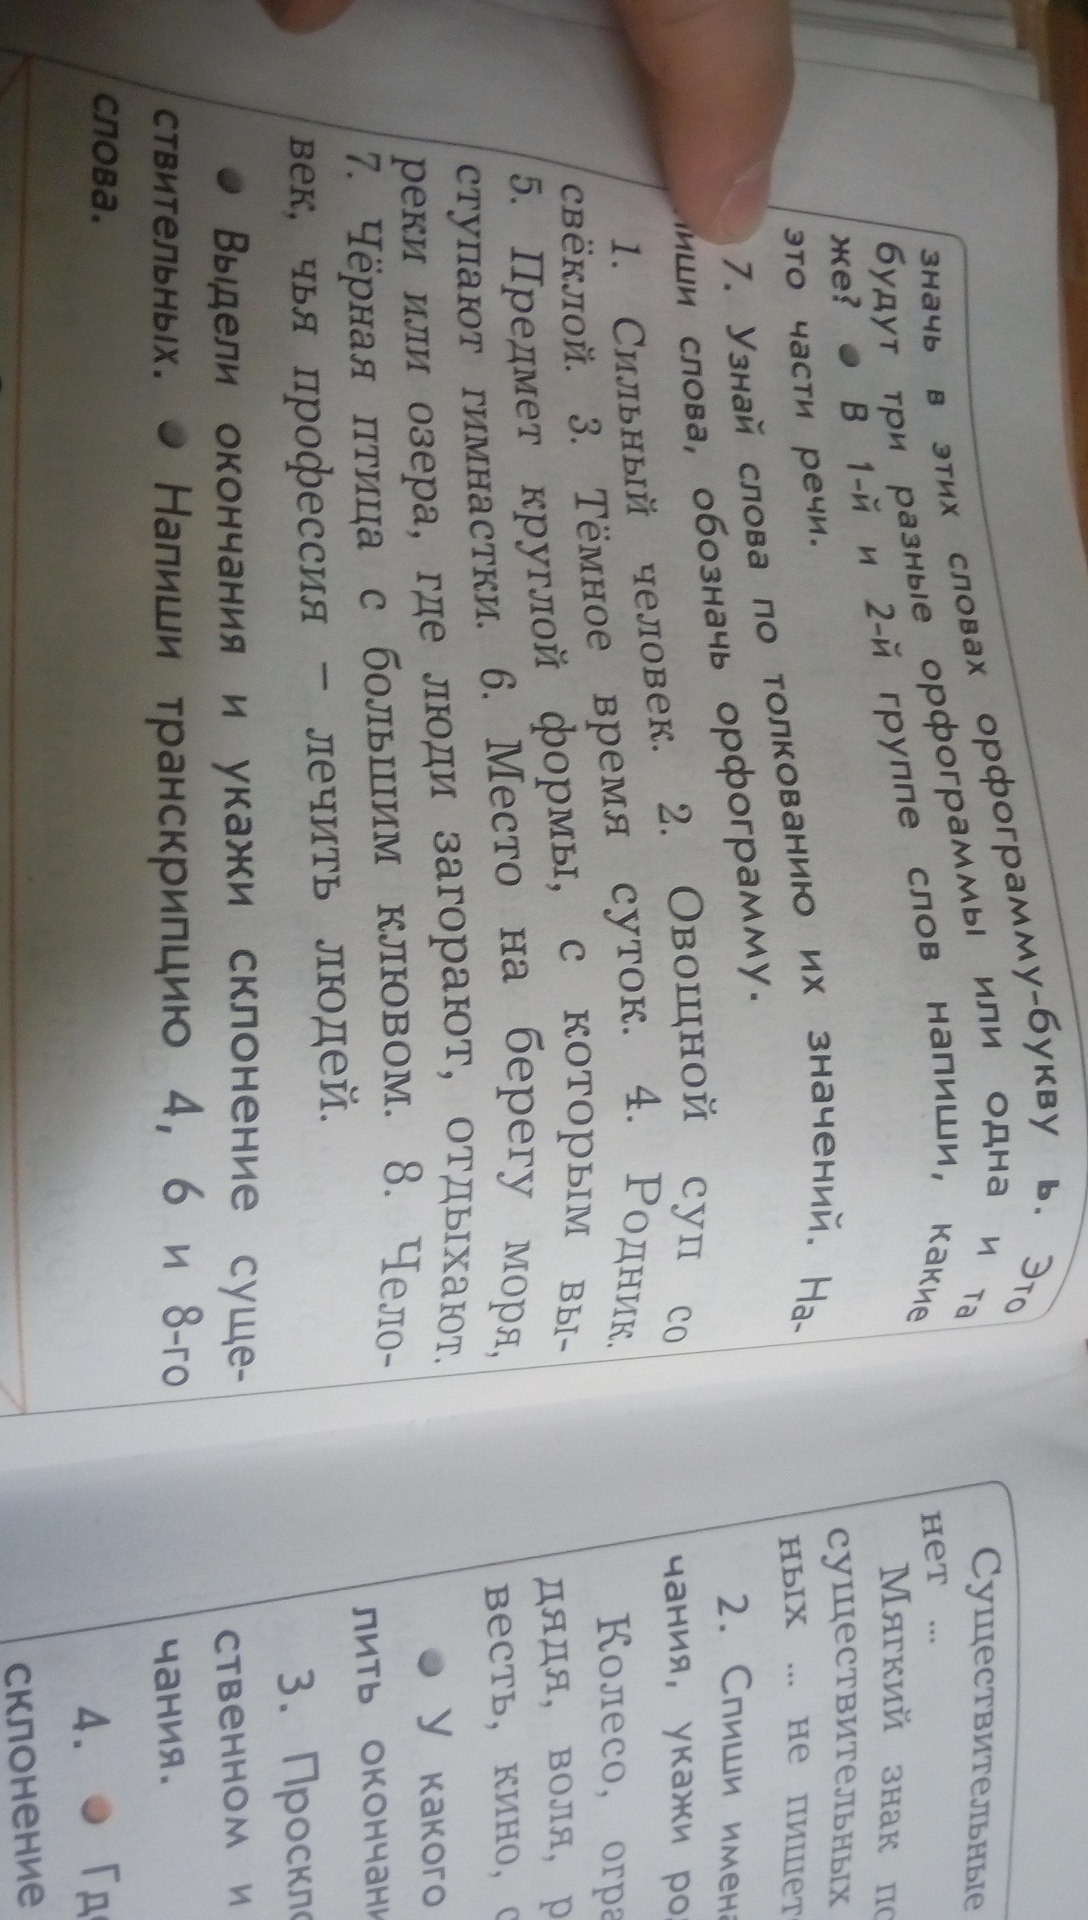 значь в этих словах орфограмму-букву ь. Это
будут три разные орфограммы или одна и та
же? ● В 1-й и 2-й группе слов напиши, какие
это части речи.
7. Узнай слова по толкованию их значений. На-
пиши слова, обозначь орфограмму.
1. Сильный человек. 2. Овощной суп со
свёклой. 3. Тёмное время суток. 4. Родник.
5. Предмет круглой формы, с которым вы-
ступают гимнастки. 6. Место на берегу моря,
реки или озера, где люди загорают, отдыхают.
7. Чёрная птица с большим клювом. 8. Чело-
век, чья профессия – лечить людей.
● Выдели окончания и укажи склонение суще-
ствительных. ● Напиши транскрипцию 4, 6 и 8-го
слова.
Существительные
нет ...
Мягкий знак
существительных
ных ... не
2. Спиши
чания, укажи
Колесо,
дядя, воля,
весть, кино,
● У какого
лить
3.
ственном и
чания.
4. ●
склонение